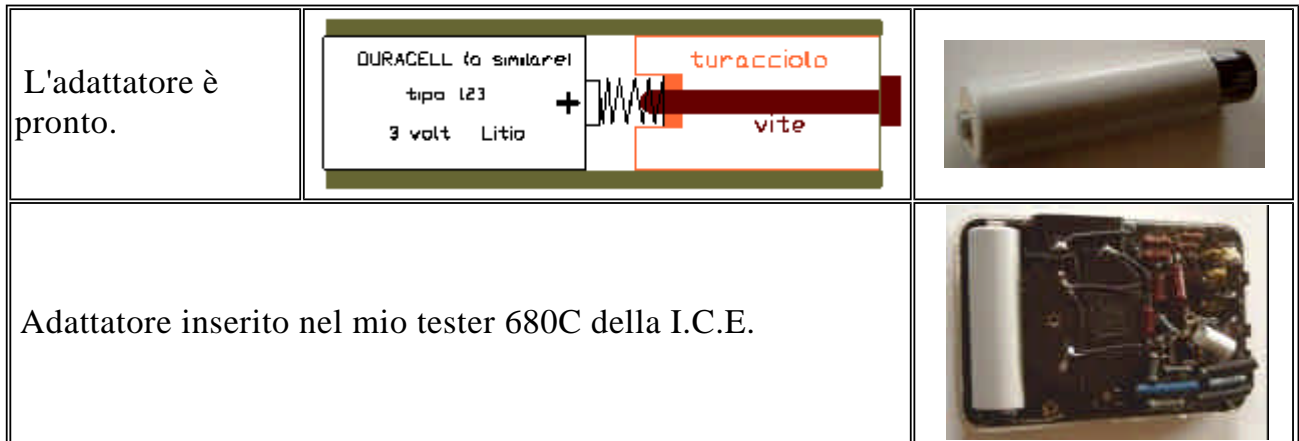 L'adattatore è
pronto.
DURACELL (o similare)
tipo 123
3 volt Litio
+
turacciolo
vite
Adattatore inserito nel mio tester 680C della I.C.E.